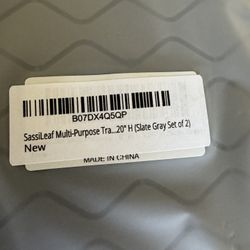 B07DX4Q5QP
SassiLeaf Multi-Purpose Tra...20" H (Slate Gray Set of 2)
New
MADE IN CHINA